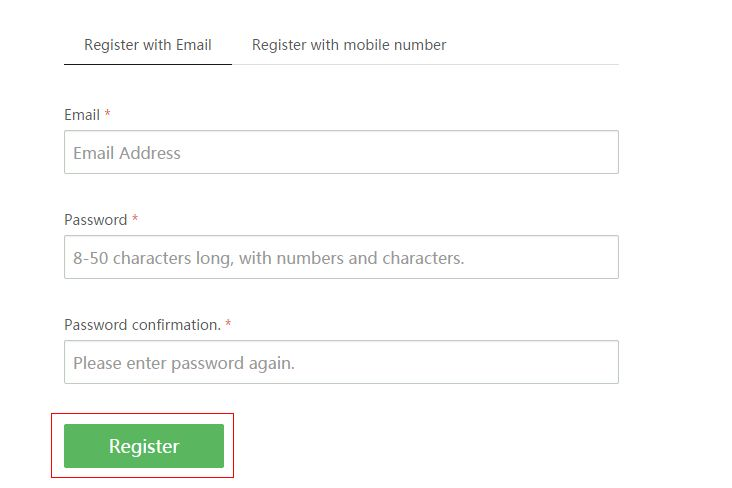 Register with Email Register with mobile number
Email *
Email Address
Password *
8-50 characters long, with numbers and characters.
Password confirmation. *
Please enter password again.
Register